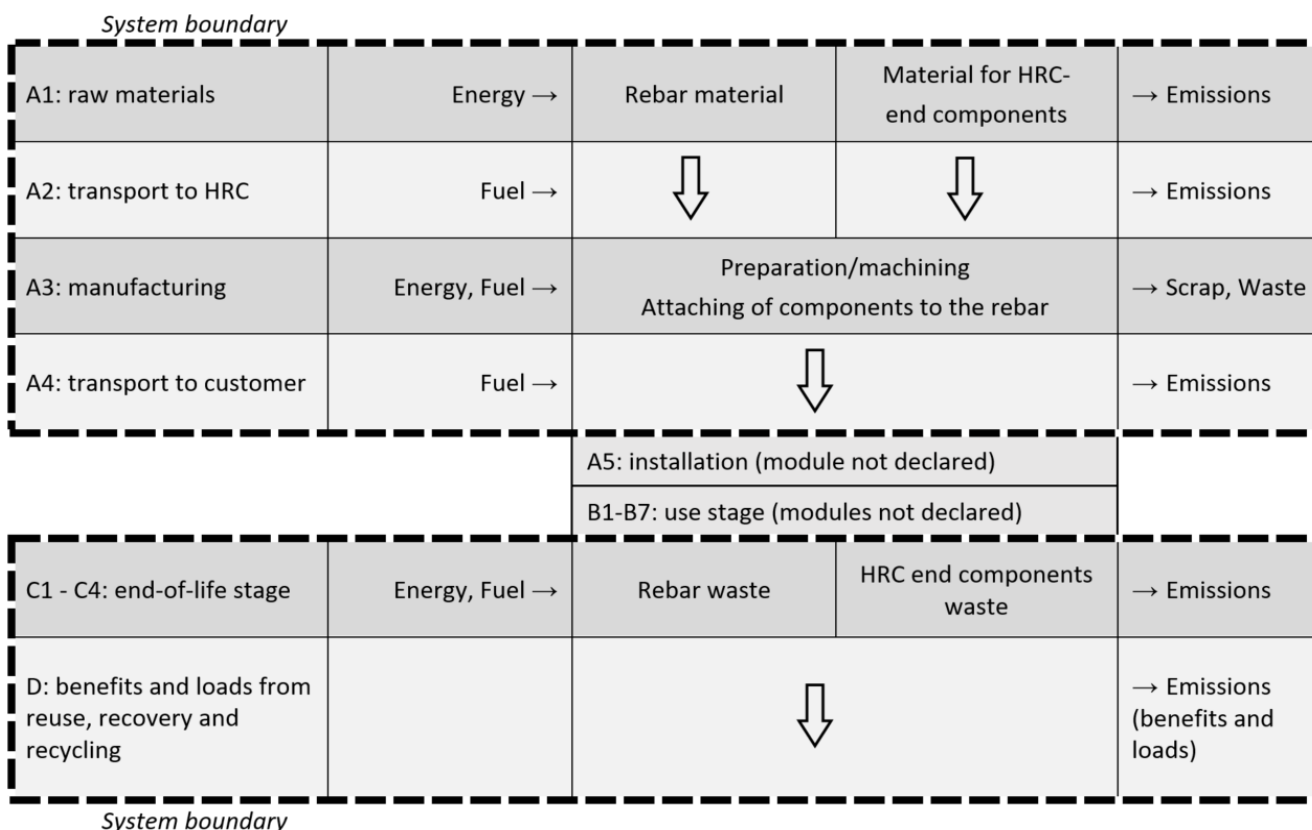 System boundary
A1: raw materials
Energy →
Rebar material
Material for HRC-
end components
→ Emissions
A2: transport to HRC
Fuel →
→ Emissions
A3: manufacturing
Energy, Fuel →
Preparation/machining
Attaching of components to the rebar
→ Scrap, Waste
A4: transport to customer
Fuel →
→ Emissions
A5: installation (module not declared)
B1-B7: use stage (modules not declared)
C1 - C4: end-of-life stage
Energy, Fuel →
Rebar waste
HRC end components
waste
→ Emissions
D: benefits and loads from
reuse, recovery and
recycling
→ Emissions
(benefits and
loads)
System boundary